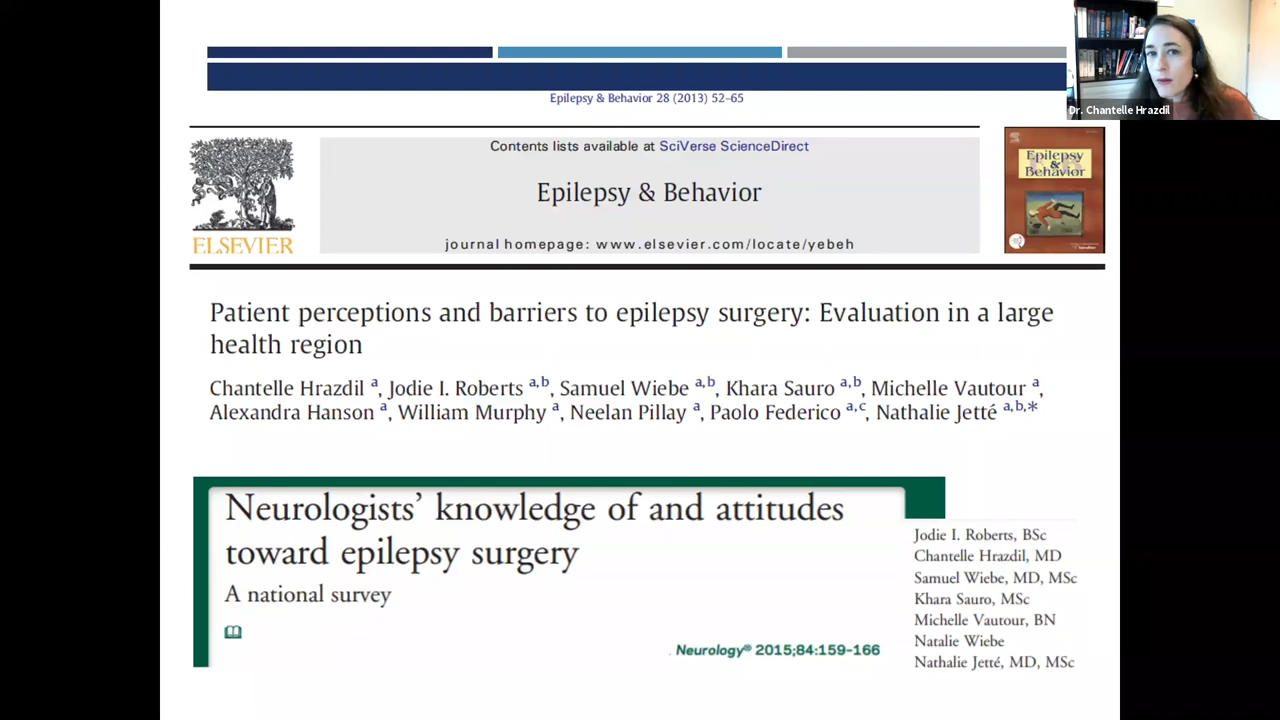 Dr. Chantelle Hrazdil
Epilepsy & Behavior 28 (2013) 52–65
ELSEVIER
Contents lists available at SciVerse ScienceDirect
Epilepsy & Behavior
journal homepage: www.elsevier.com/locate/yebeh
Epilepsy
&
Behavior
Patient perceptions and barriers to epilepsy surgery: Evaluation in a large
health region
Chantelle Hrazdil a, Jodie I. Roberts a,b, Samuel Wiebe a,b, Khara Sauro a,b, Michelle Vautour a,
Alexandra Hanson a, William Murphy a, Neelan Pillay a, Paolo Federico a,c, Nathalie Jetté a,b,*
Neurologists’ knowledge of and attitudes
toward epilepsy surgery
A national survey
Neurology® 2015;84:159–166
Jodie I. Roberts, BSc
Chantelle Hrazdil, MD
Samuel Wiebe, MD, MSc
Khara Sauro, MSc
Michelle Vautour, BN
Natalie Wiebe
Nathalie Jetté, MD, MSc